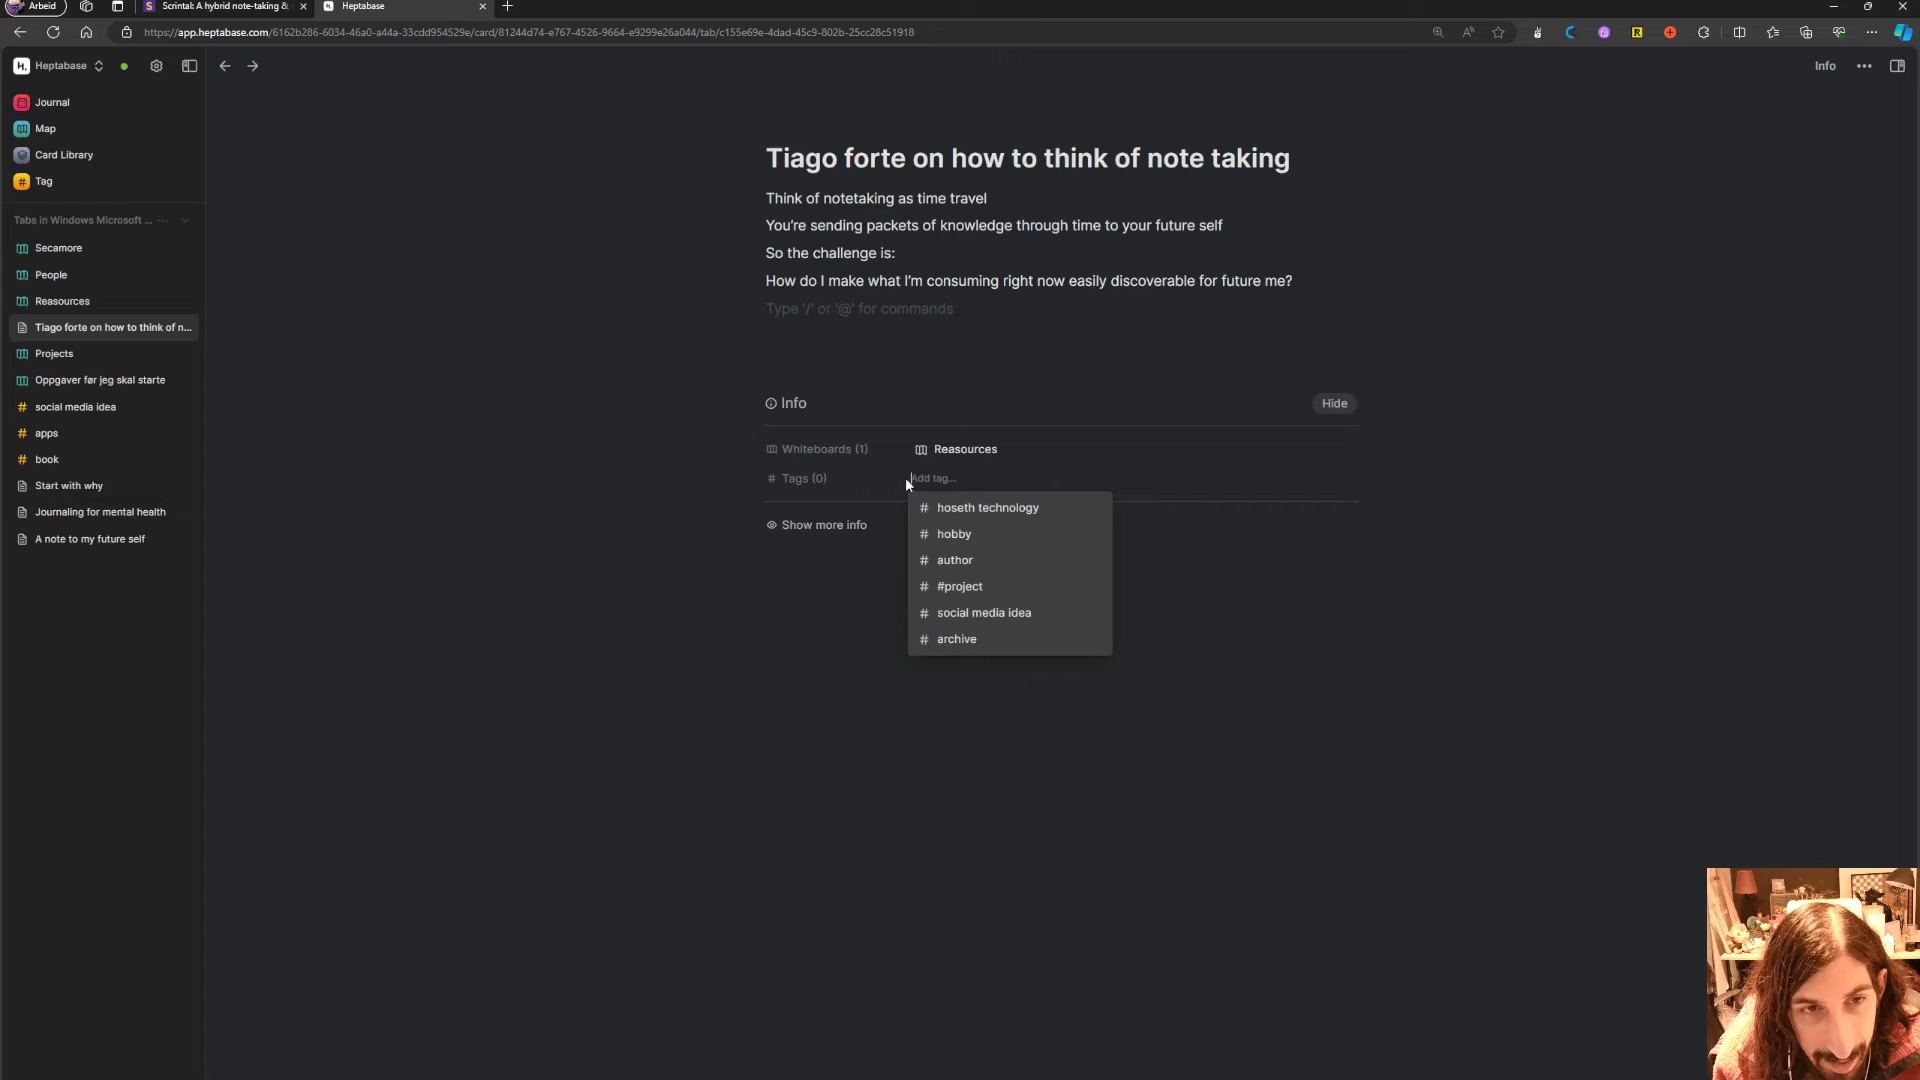 Arbeid
Scrintal: A hybrid note-taking &
Heptabase
https://app.heptabase.com/6162b286-6034-46a0-a44a-33cdd954529e/card/81244d74-e767-4526-9664-e9299e26a044/tab/c155e69e-4dad-45c9-802b-25cc28c51918
Heptabase
Info
Journal
Map
Card Library
Tag
Tabs in Windows Microsoft ...
Secamore
People
Reasources
Tiago forte on how to think of n...
Projects
Oppgaver før jeg skal starte
# social media idea
# apps
# book
Start with why
Journaling for mental health
A note to my future self
Tiago forte on how to think of note taking
Think of notetaking as time travel
You’re sending packets of knowledge through time to your future self
So the challenge is:
How do I make what I’m consuming right now easily discoverable for future me?
Type '/' or '@' for commands
Info
Hide
Whiteboards (1)
Reasources
# Tags (0)
Add tag...
# hoseth technology
# hobby
# author
# #project
# social media idea
# archive
Show more info